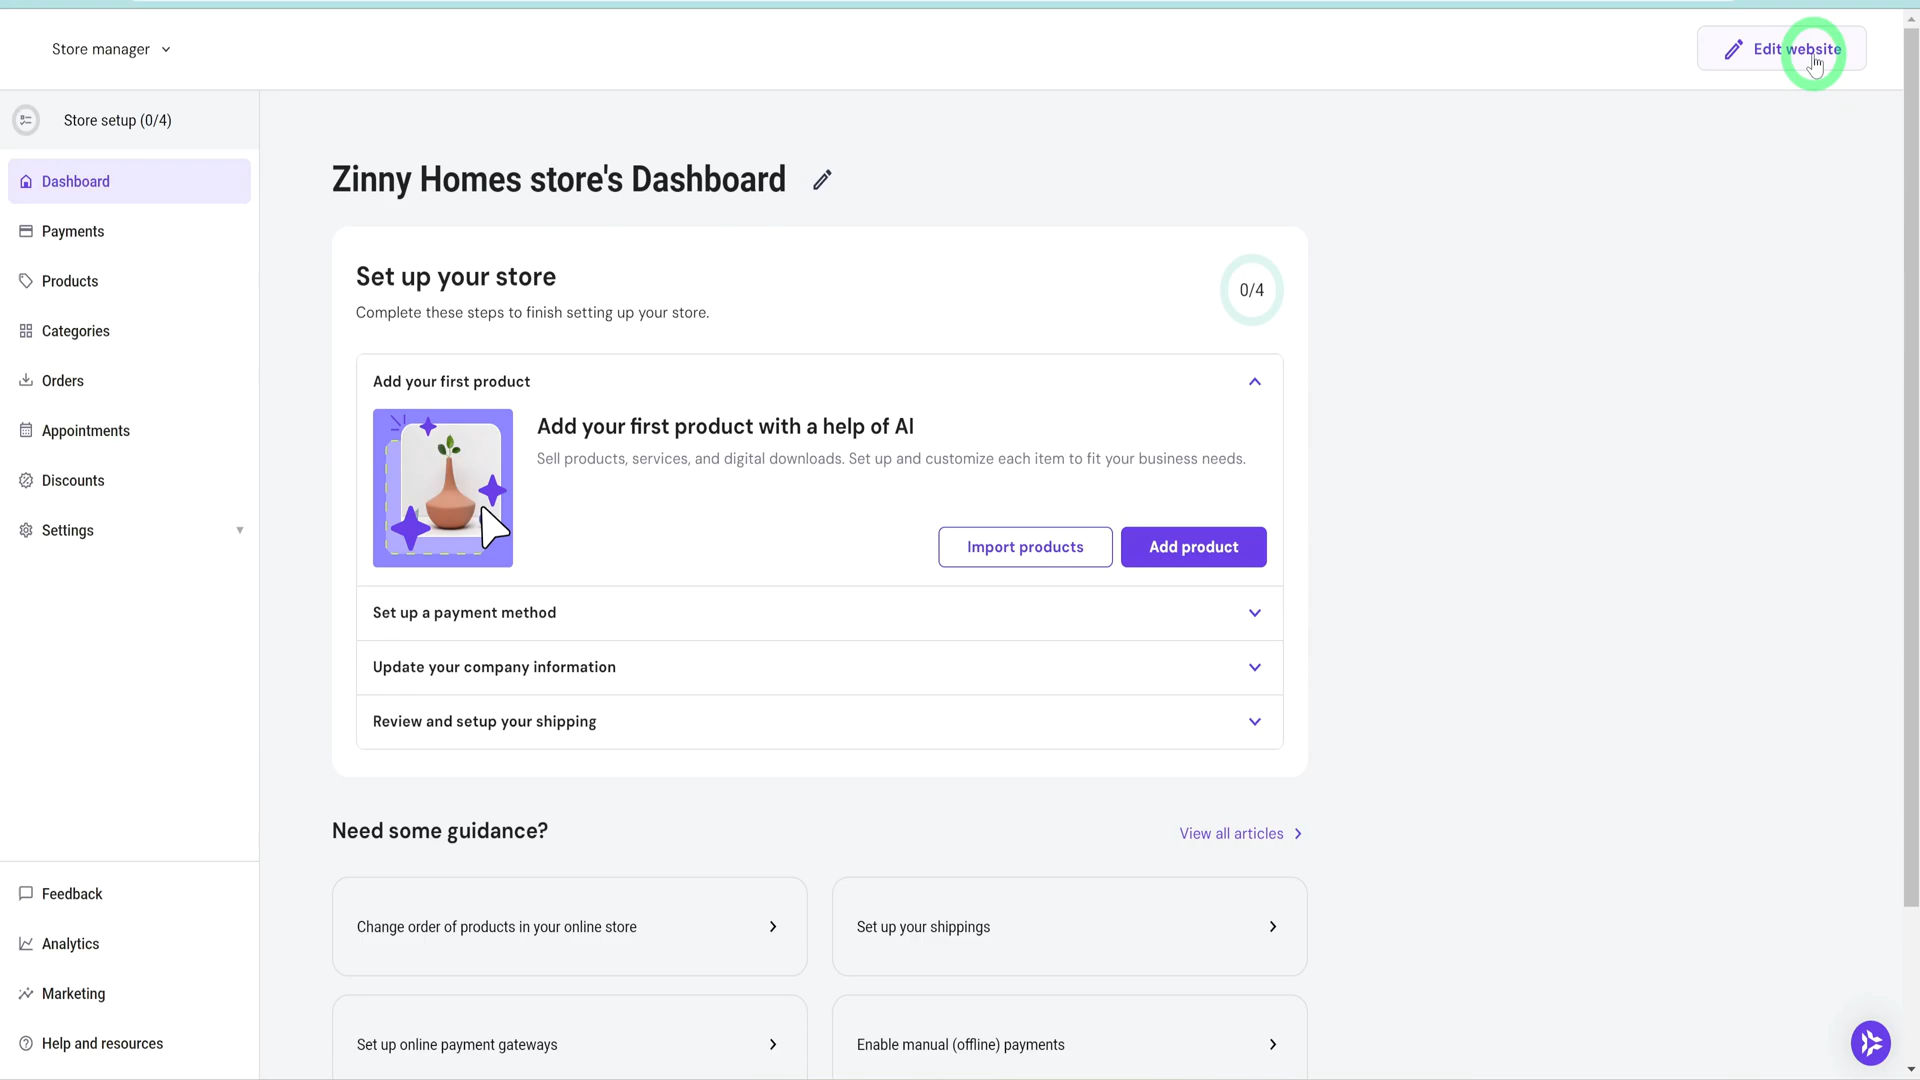 Store manager
Edit website
Store setup (0/4)
Dashboard
Payments
Products
Categories
Orders
Appointments
Discounts
Settings
Feedback
Analytics
Marketing
Help and resources
Zinny Homes store's Dashboard
Set up your store
Complete these steps to finish setting up your store.
0/4
Add your first product
Add your first product with a help of AI
Sell products, services, and digital downloads. Set up and customize each item to fit your business needs.
Import products
Add product
Set up a payment method
Update your company information
Review and setup your shipping
Need some guidance?
View all articles
Change order of products in your online store
Set up your shippings
Set up online payment gateways
Enable manual (offline) payments